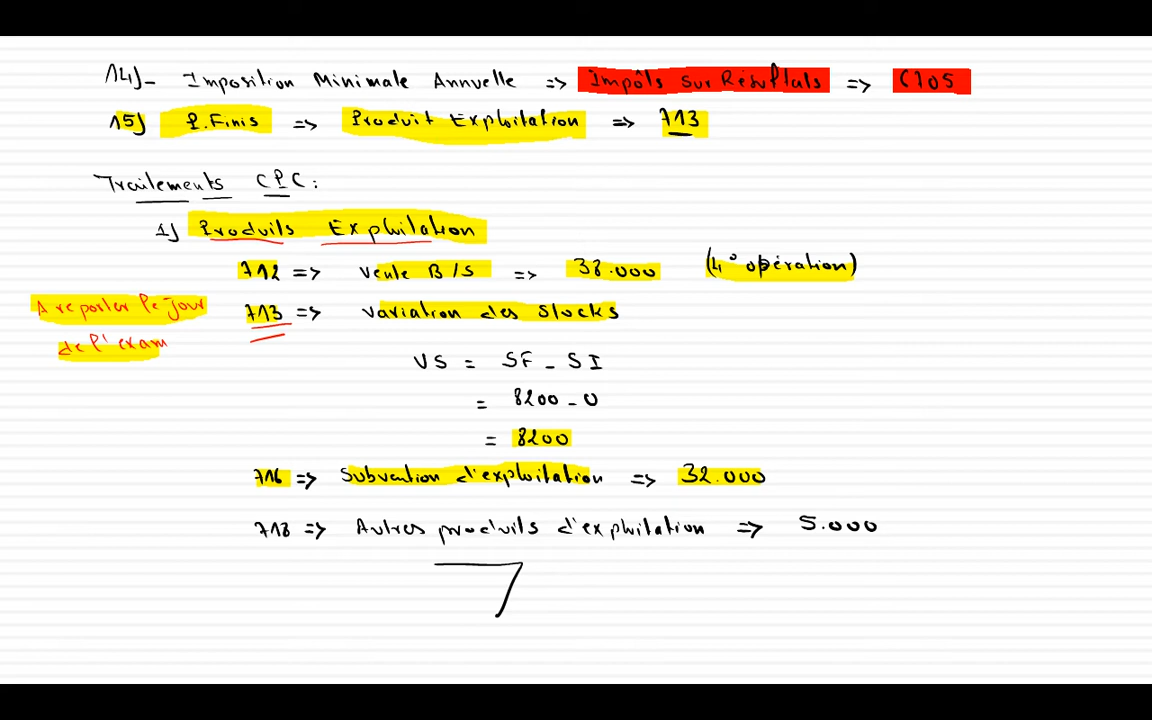 14)_ Imposition Minimale Annuelle => Impôts sur Résultats => 6705
15) P.Finis => Produit Exploitation => 713
Traitements CPC:
1) Produits Exploitation
712 => Vente B/S => 38.000 (4° opération)
713 => Variation des Stocks
A reporter le jour
de l'exam
VS = SF - SI
= 8200 - 0
= 8200
716 => Subvention d'exploitation => 32.000
718 => Autres produits d'exploitation => 5.000
7